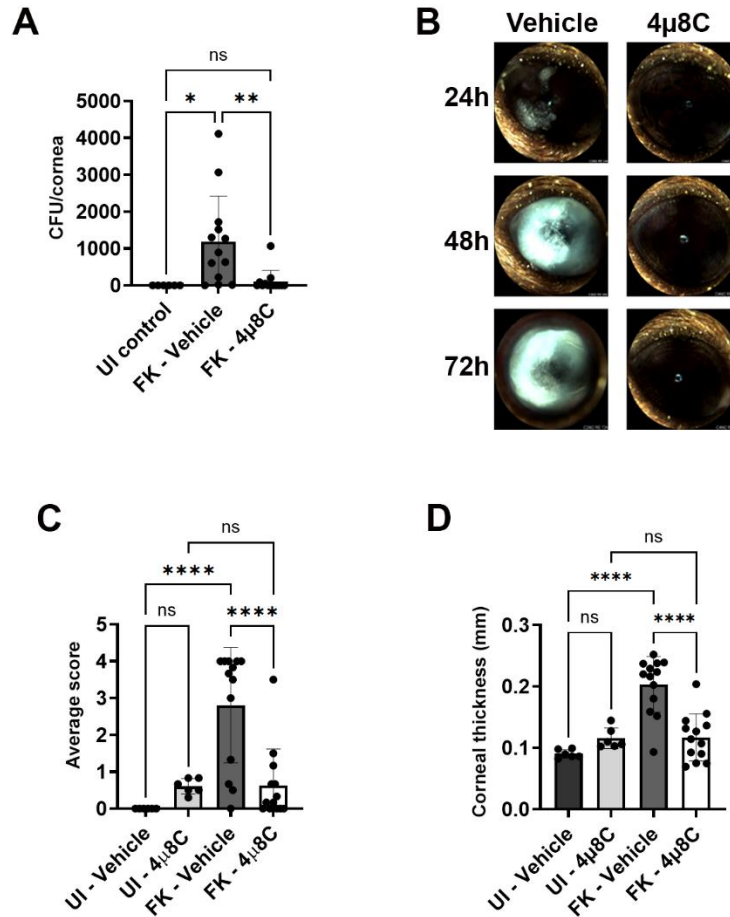 A
ns
* **
5000
4000
3000
2000
1000
0
CFU/cornea
UI control
FK - Vehicle
FK - 4μ8C
B
Vehicle 4μ8C
24h
48h
72h
C
ns
****
ns ****
5
4
3
2
1
0
Average score
UI - Vehicle
UI - 4μ8C
FK - Vehicle
FK - 4μ8C
D
ns
****
ns ****
0.3
0.2
0.1
0.0
Corneal thickness (mm)
UI - Vehicle
UI - 4μ8C
FK - Vehicle
FK - 4μ8C